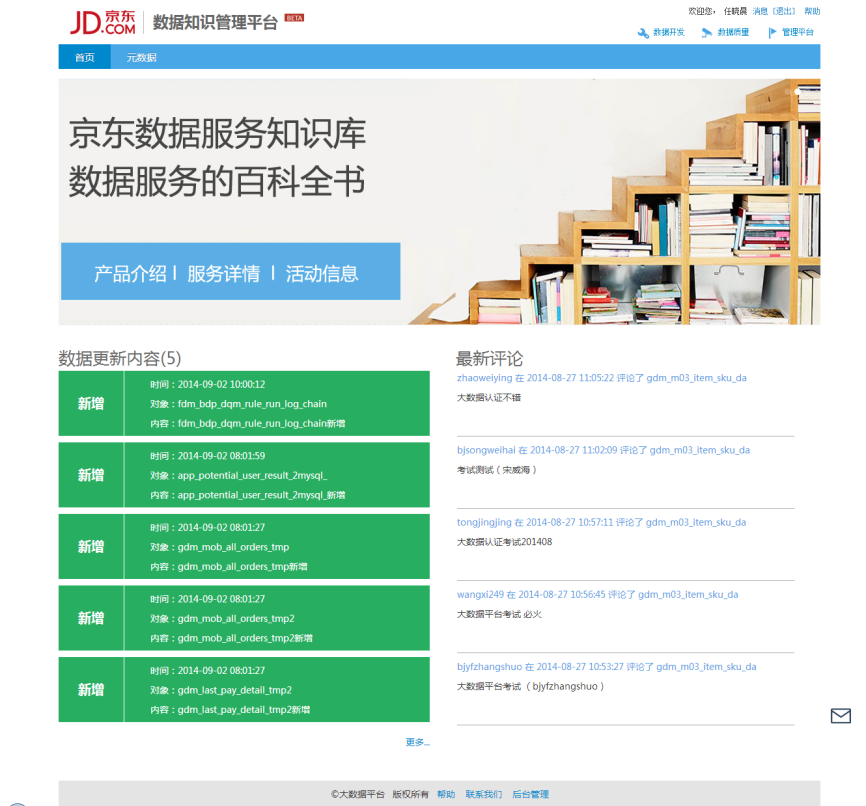 JD.COM 京东 数据知识管理平台 BETA
欢迎您， 任晓晨 消息 [退出] 帮助
数据开发 数据质量 管理平台
首页 元数据
京东数据服务知识库
数据服务的百科全书
产品介绍 | 服务详情 | 活动信息
数据更新内容(5)
新增
时间：2014-09-02 10:00:12
对象：fdm_bdp_dqm_rule_run_log_chain
内容：fdm_bdp_dqm_rule_run_log_chain新增
新增
时间：2014-09-02 08:01:59
对象：app_potential_user_result_2mysql_
内容：app_potential_user_result_2mysql_新增
新增
时间：2014-09-02 08:01:27
对象：gdm_mob_all_orders_tmp
内容：gdm_mob_all_orders_tmp新增
新增
时间：2014-09-02 08:01:27
对象：gdm_mob_all_orders_tmp2
内容：gdm_mob_all_orders_tmp2新增
新增
时间：2014-09-02 08:01:27
对象：gdm_last_pay_detail_tmp2
内容：gdm_last_pay_detail_tmp2新增
更多...
最新评论
zhaoweiying 在 2014-08-27 11:05:22 评论了 gdm_m03_item_sku_da
大数据认证不错
bjsongweihai 在 2014-08-27 11:02:09 评论了 gdm_m03_item_sku_da
考试测试（宋威海）
tongjingjing 在 2014-08-27 10:57:11 评论了 gdm_m03_item_sku_da
大数据认证考试201408
wangxi249 在 2014-08-27 10:56:45 评论了 gdm_m03_item_sku_da
大数据平台考试 必火
bjyfzhangshuo 在 2014-08-27 10:53:27 评论了 gdm_m03_item_sku_da
大数据平台考试 （bjyfzhangshuo）
©大数据平台 版权所有 帮助 联系我们 后台管理